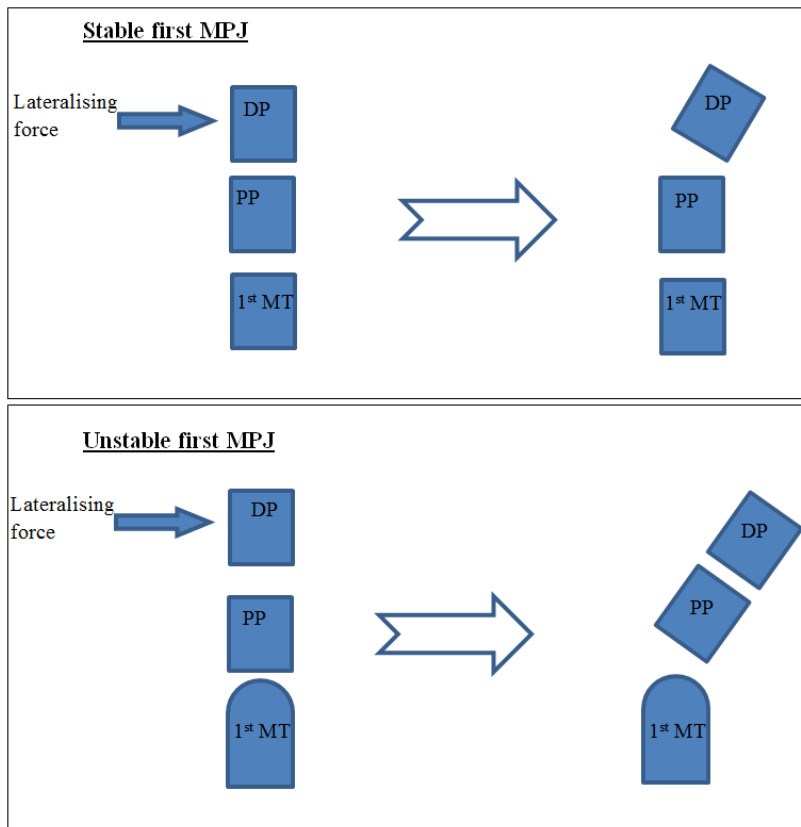 Stable first MPJ
Lateralising
force
DP
DP
PP
PP
1st MT
1st MT
Unstable first MPJ
Lateralising
force
DP
DP
PP
PP
1st MT
1st MT